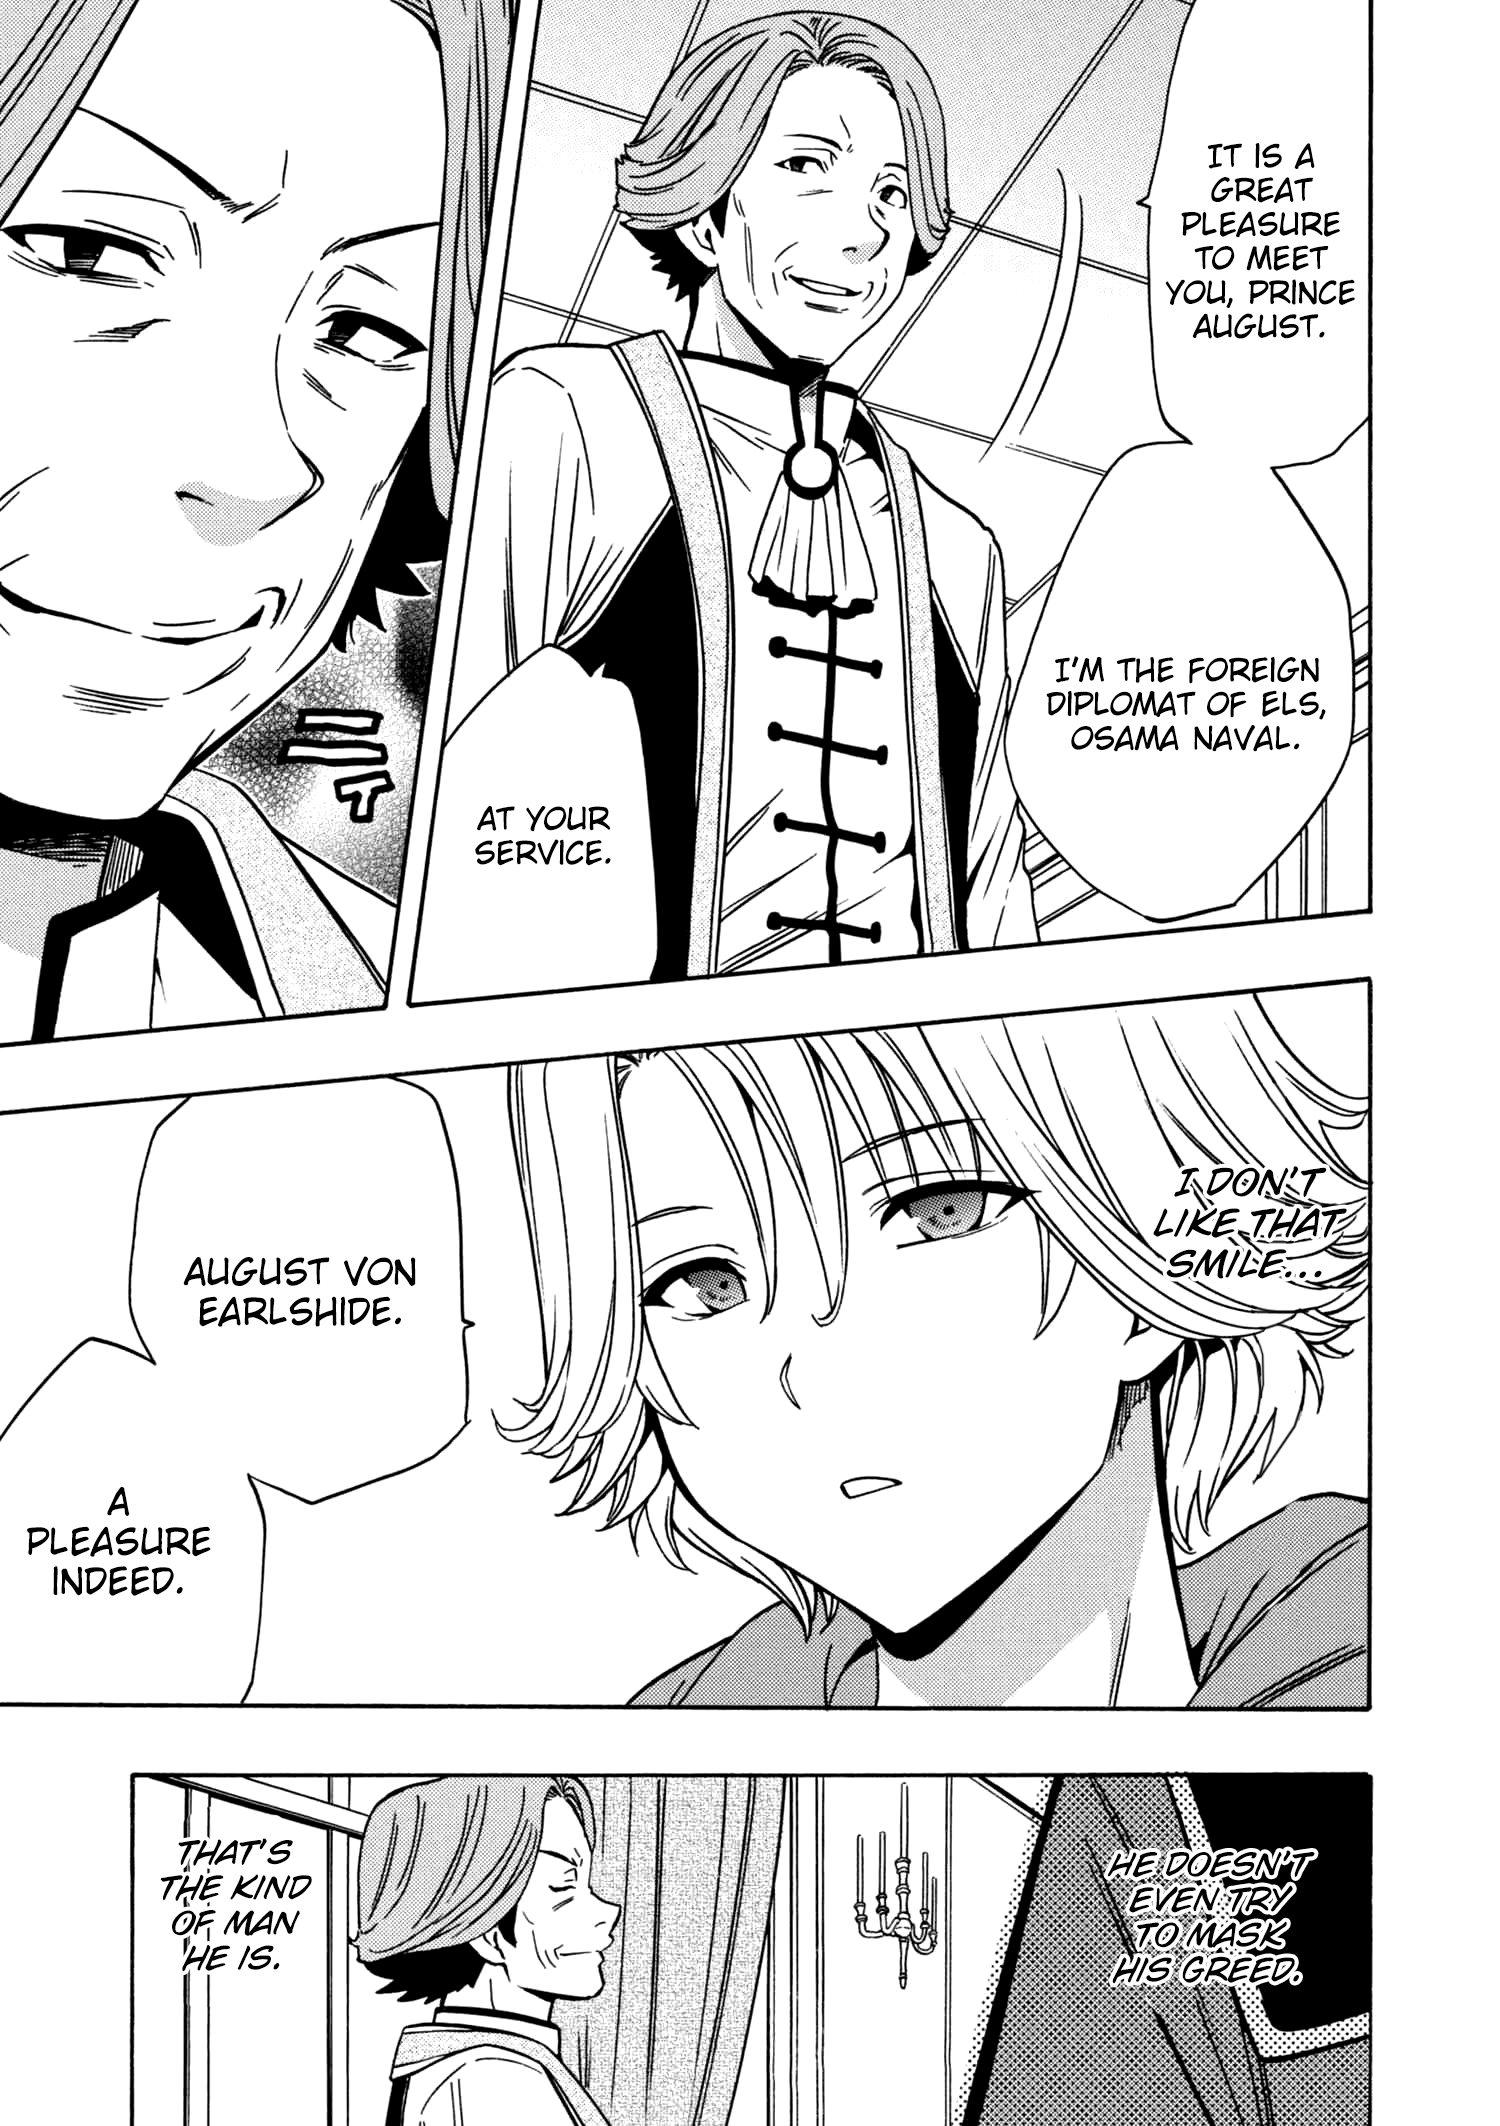 IT IS A
GREAT
PLEASURE
TO MEET
YOU, PRINCE
AUGUST.
I'M THE FOREIGN
DIPLOMAT OF ELS,
OSAMA NAVAL.
AT YOUR
SERVICE.
ニヤ
I DON'T
LIKE THAT
SMILE...
AUGUST VON
EARLSHIDE.
A
PLEASURE
INDEED.
HE DOESN'T
EVEN TRY
TO MASK
HIS GREED.
THAT'S
THE KIND
OF MAN
HE IS.